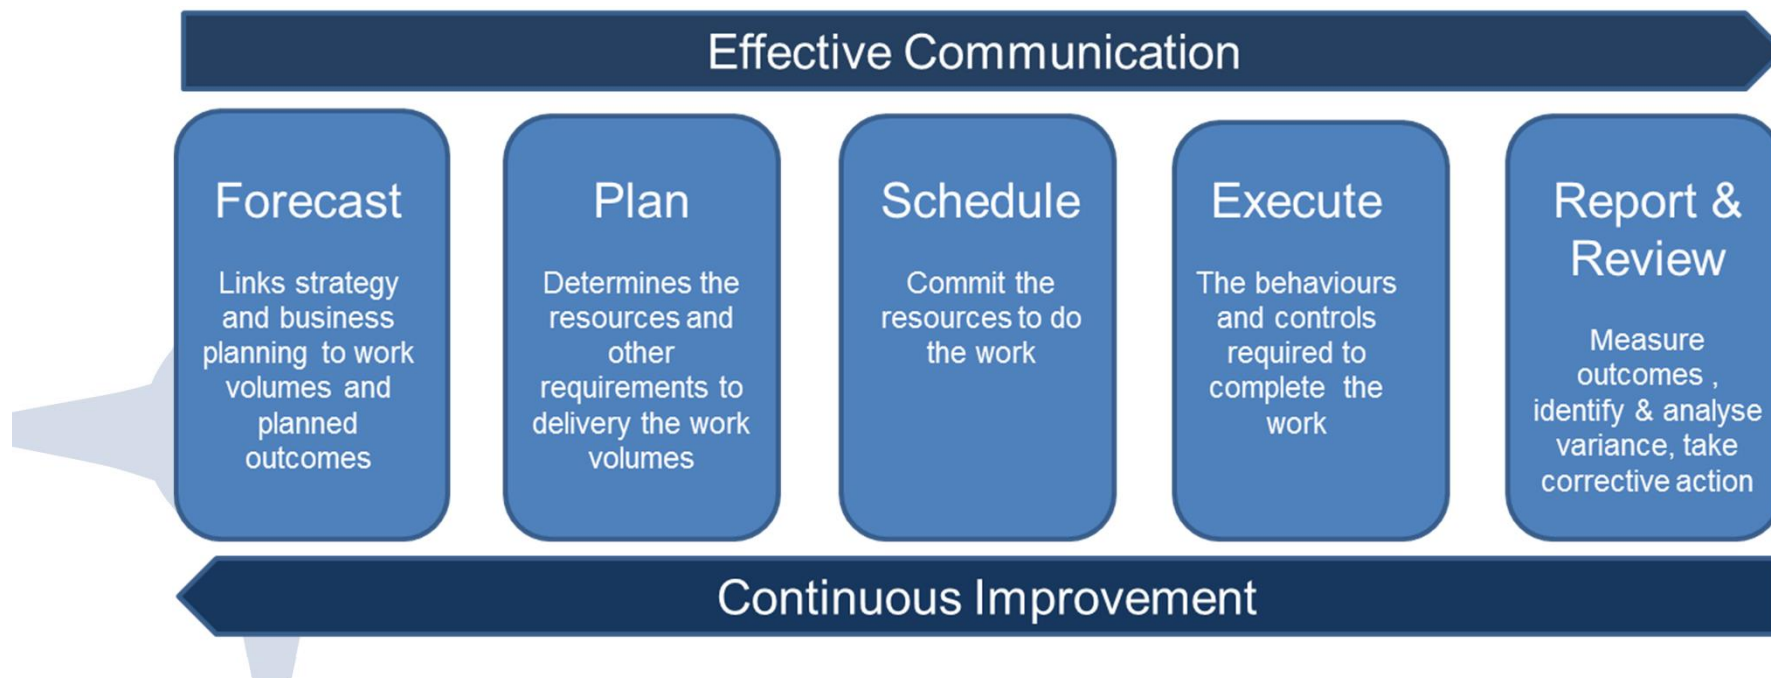 Effective Communication
Forecast
Links strategy
and business
planning to work
volumes and
planned
outcomes
Plan
Determines the
resources and
other
requirements to
delivery the work
volumes
Schedule
Commit the
resources to do
the work
Execute
The behaviours
and controls
required to
complete the
work
Report &
Review
Measure
outcomes ,
identify & analyse
variance, take
corrective action
Continuous Improvement